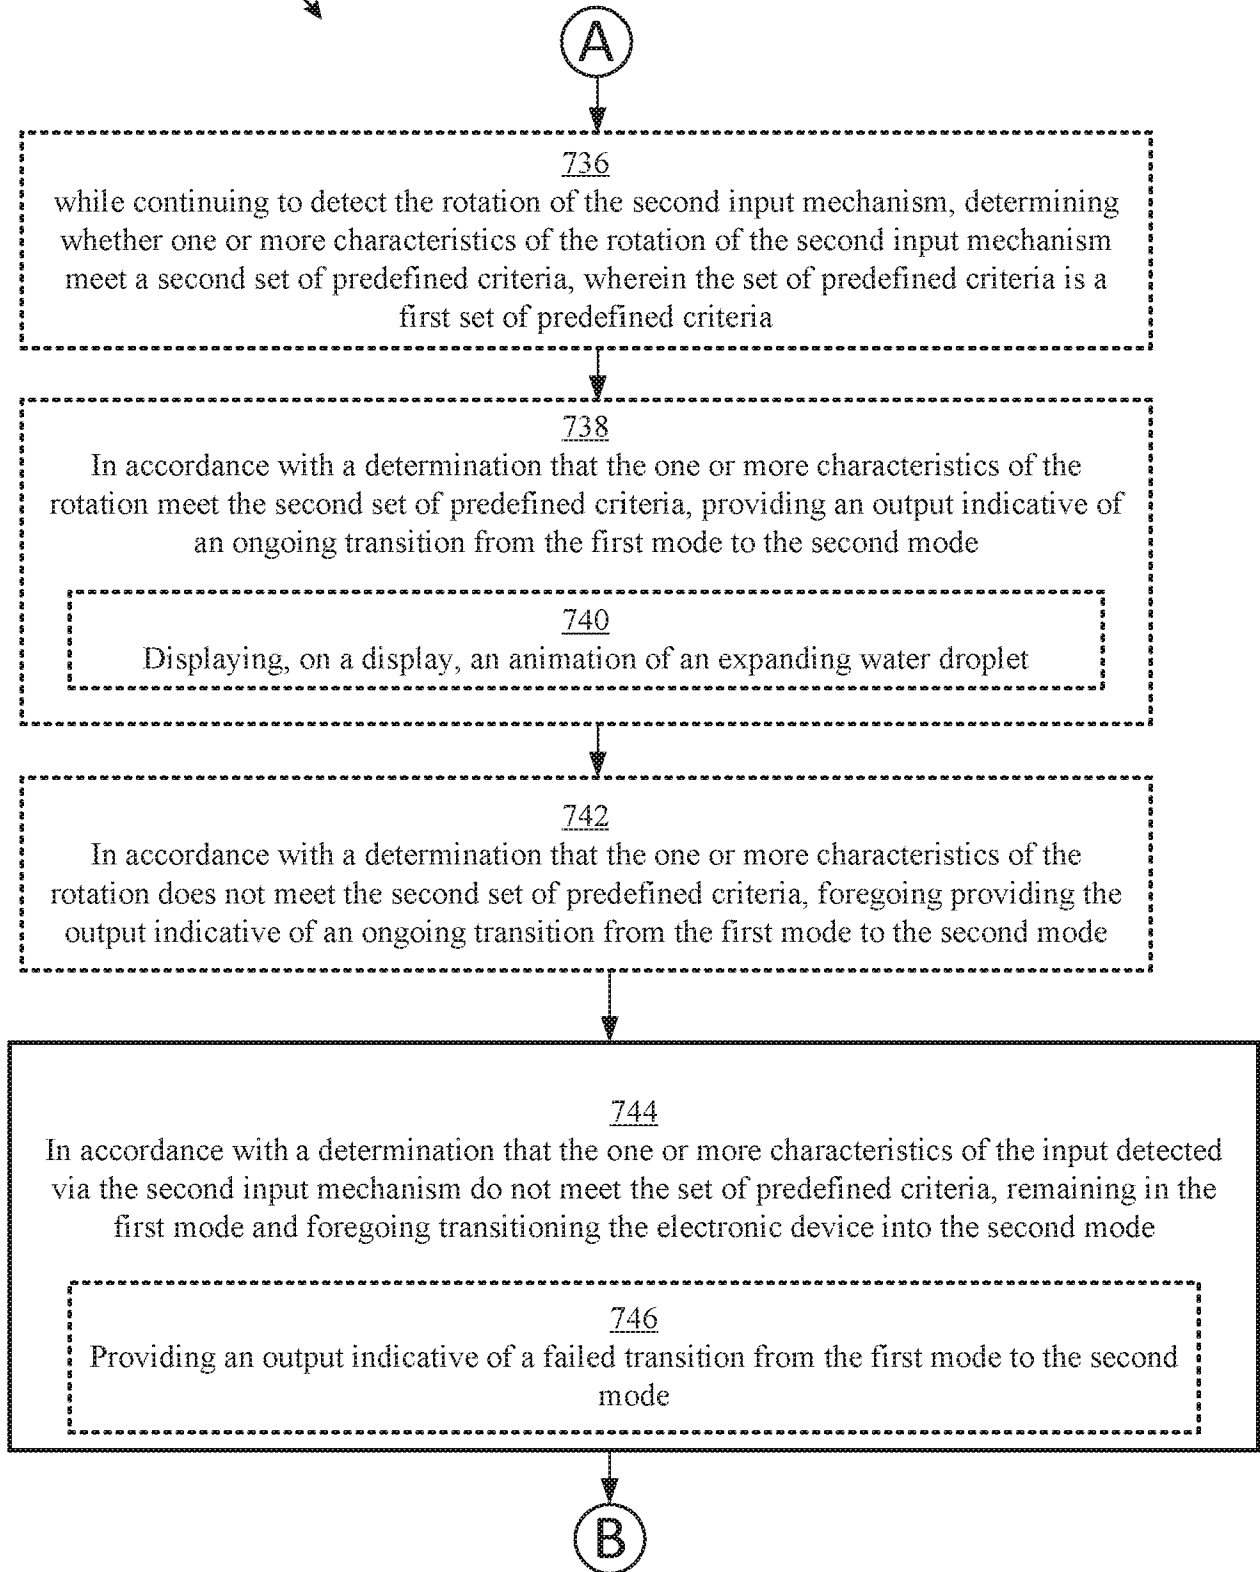 A
736
while continuing to detect the rotation of the second input mechanism, determining
whether one or more characteristics of the rotation of the second input mechanism
meet a second set of predefined criteria, wherein the set of predefined criteria is a
first set of predefined criteria
738
In accordance with a determination that the one or more characteristics of the
rotation meet the second set of predefined criteria, providing an output indicative of
an ongoing transition from the first mode to the second mode
740
Displaying, on a display, an animation of an expanding water droplet
742
In accordance with a determination that the one or more characteristics of the
rotation does not meet the second set of predefined criteria, foregoing providing the
output indicative of an ongoing transition from the first mode to the second mode
744
In accordance with a determination that the one or more characteristics of the input detected
via the second input mechanism do not meet the set of predefined criteria, remaining in the
first mode and foregoing transitioning the electronic device into the second mode
746
Providing an output indicative of a failed transition from the first mode to the second
mode
B